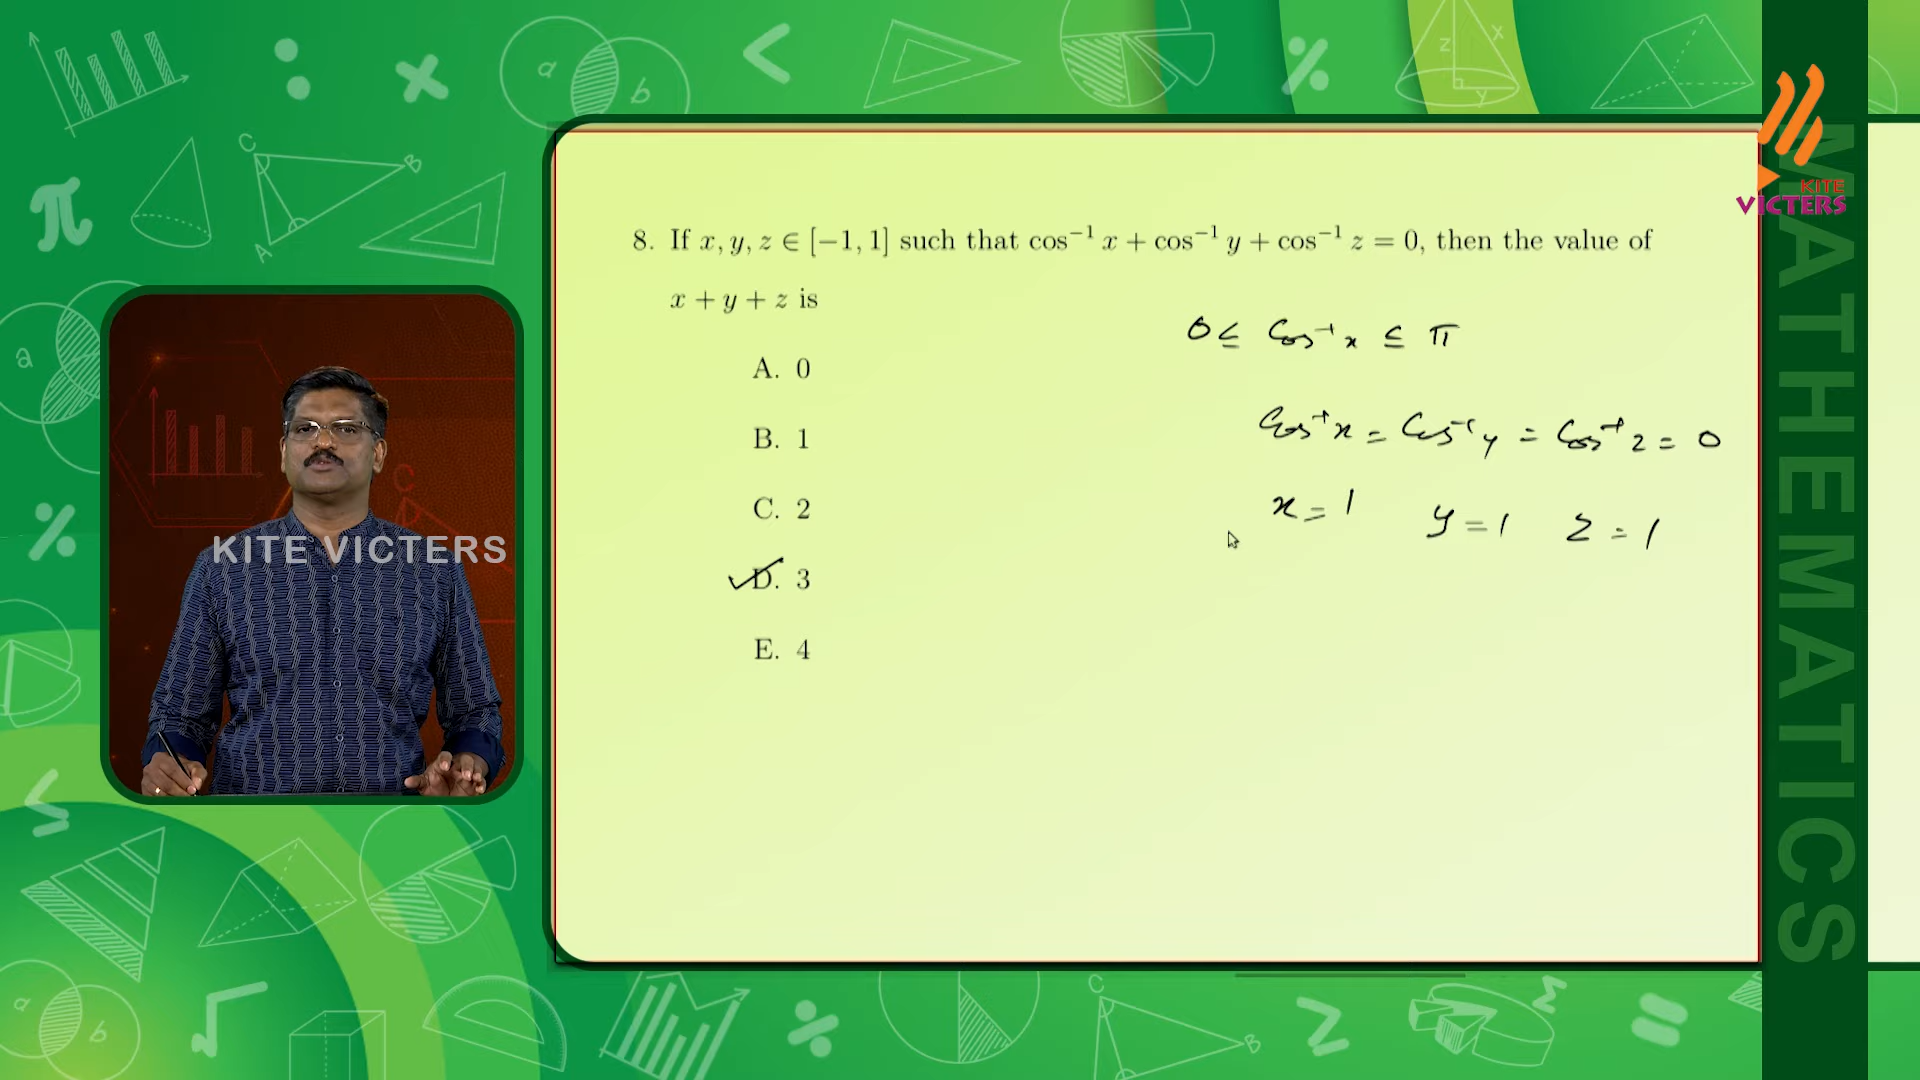 8. If x, y, z ∈ [−1, 1] such that cos⁻¹ x + cos⁻¹ y + cos⁻¹ z = 0, then the value of
x + y + z is
A. 0
B. 1
C. 2
D. 3
E. 4
0 ≤ Cos⁻¹ x ≤ π
Cos⁻¹ x = Cos⁻¹ y = Cos⁻¹ z = 0
x = 1 y = 1 z = 1
KITE VICTERS
KITE
VICTERS
MATHEMATICS
a
b
C
B
A
π
a
C
z
x
y
a
b
C
B